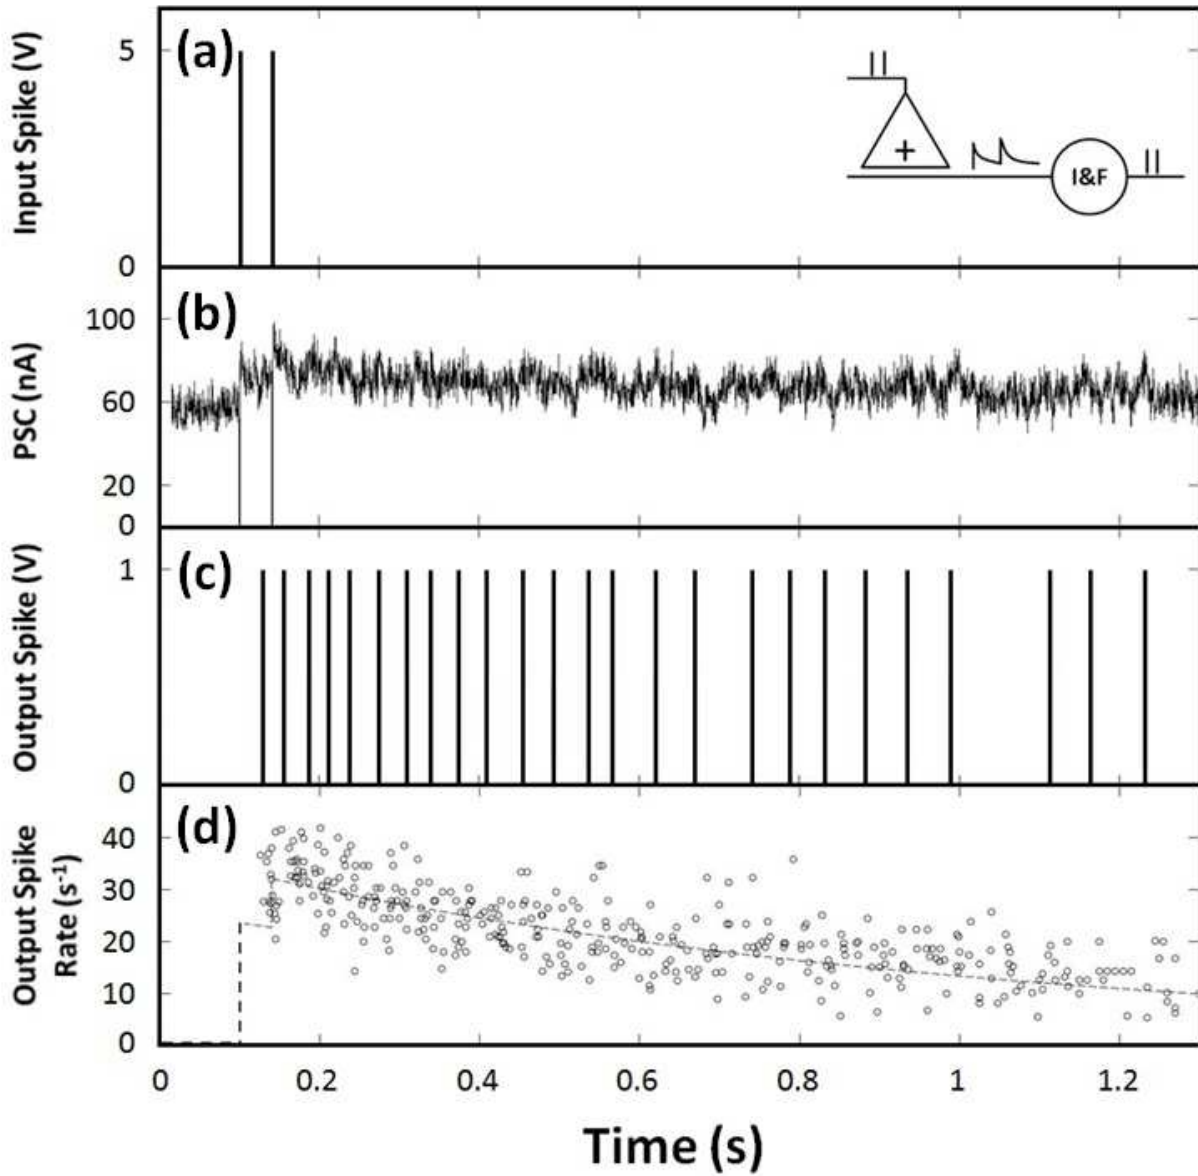 (a)
Input Spike (V)
5
0
+
I&F
(b)
PSC (nA)
100
60
20
0
(c)
Output Spike (V)
1
0
(d)
Output Spike
Rate (s⁻¹)
40
30
20
10
0
0 0.2 0.4 0.6 0.8 1 1.2
Time (s)